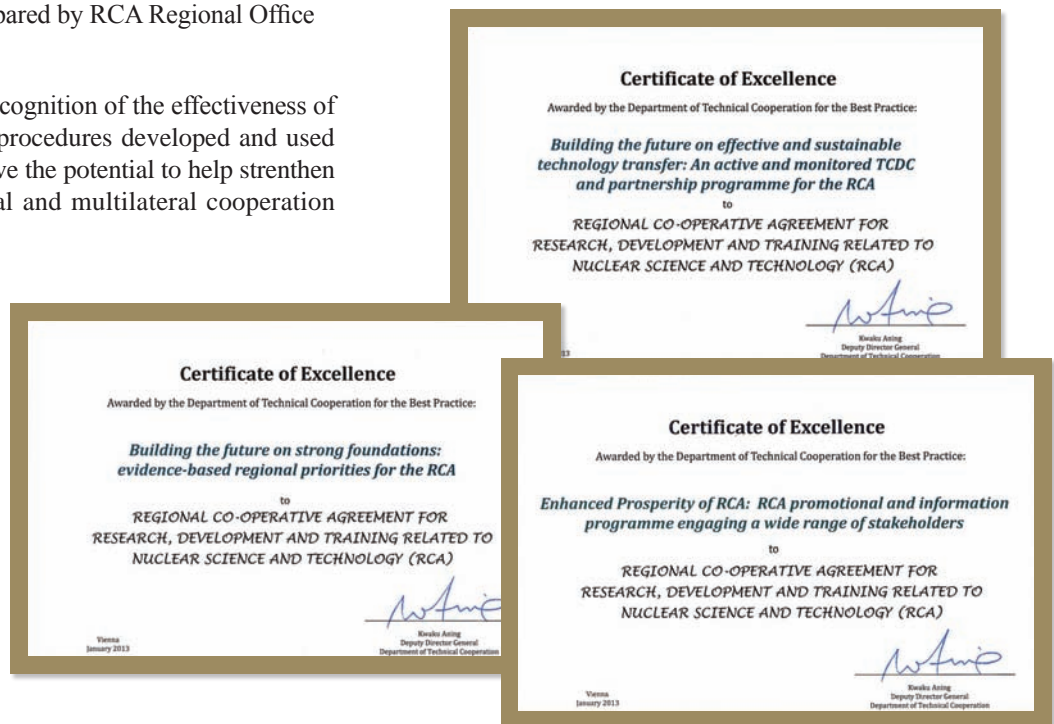 pared by RCA Regional Office
cognition of the effectiveness of
procedures developed and used
ve the potential to help strenthen
al and multilateral cooperation
Certificate of Excellence
Awarded by the Department of Technical Cooperation for the Best Practice:
Building the future on effective and sustainable
technology transfer: An active and monitored TCDC
and partnership programme for the RCA
to
REGIONAL CO-OPERATIVE AGREEMENT FOR
RESEARCH, DEVELOPMENT AND TRAINING RELATED TO
NUCLEAR SCIENCE AND TECHNOLOGY (RCA)
Kwaku Aning
Deputy Director General
Department of Technical Cooperation
13
Certificate of Excellence
Awarded by the Department of Technical Cooperation for the Best Practice:
Building the future on strong foundations:
evidence-based regional priorities for the RCA
to
REGIONAL CO-OPERATIVE AGREEMENT FOR
RESEARCH, DEVELOPMENT AND TRAINING RELATED TO
NUCLEAR SCIENCE AND TECHNOLOGY (RCA)
Kwaku Aning
Deputy Director General
Department of Technical Cooperation
Vienna
January 2013
Certificate of Excellence
Awarded by the Department of Technical Cooperation for the Best Practice:
Enhanced Prosperity of RCA: RCA promotional and information
programme engaging a wide range of stakeholders
to
REGIONAL CO-OPERATIVE AGREEMENT FOR
RESEARCH, DEVELOPMENT AND TRAINING RELATED TO
NUCLEAR SCIENCE AND TECHNOLOGY (RCA)
Kwaku Aning
Deputy Director General
Department of Technical Cooperation
Vienna
January 2013